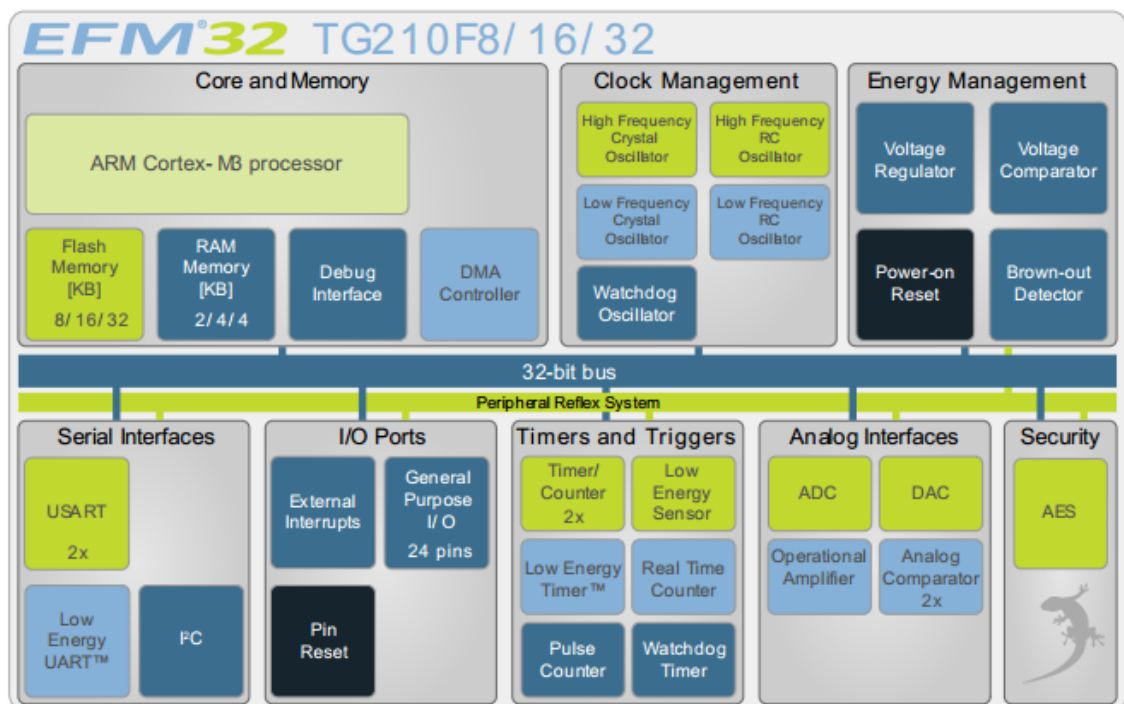 EFM®32 TG210F8/16/32
Core and Memory
ARM Cortex-M3 processor
Flash
Memory
[KB]
8/16/32
RAM
Memory
[KB]
2/4/4
Debug
Interface
DMA
Controller
Clock Management
High Frequency
Crystal
Oscillator
High Frequency
RC
Oscillator
Low Frequency
Crystal
Oscillator
Low Frequency
RC
Oscillator
Watchdog
Oscillator
Energy Management
Voltage
Regulator
Voltage
Comparator
Power-on
Reset
Brown-out
Detector
32-bit bus
Peripheral Reflex System
Serial Interfaces
USART
2x
Low
Energy
UART™
I²C
I/O Ports
External
Interrupts
General
Purpose
I/O
24 pins
Pin
Reset
Timers and Triggers
Timer/
Counter
2x
Low
Energy
Sensor
Low Energy
Timer™
Real Time
Counter
Pulse
Counter
Watchdog
Timer
Analog Interfaces
ADC
DAC
Operational
Amplifier
Analog
Comparator
2x
Security
AES